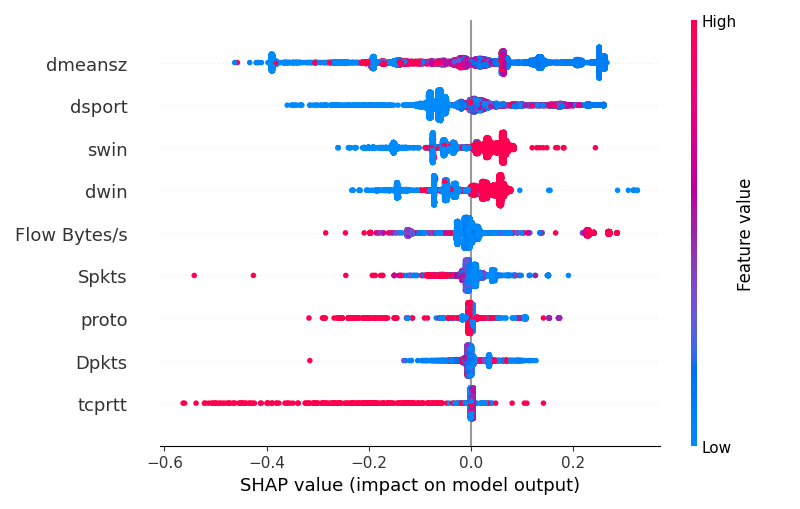 High
dmeansz
dsport
swin
dwin
Flow Bytes/s
Spkts
proto
Dpkts
tcprtt
Feature value
Low
−0.6 −0.4 −0.2 0.0 0.2
SHAP value (impact on model output)